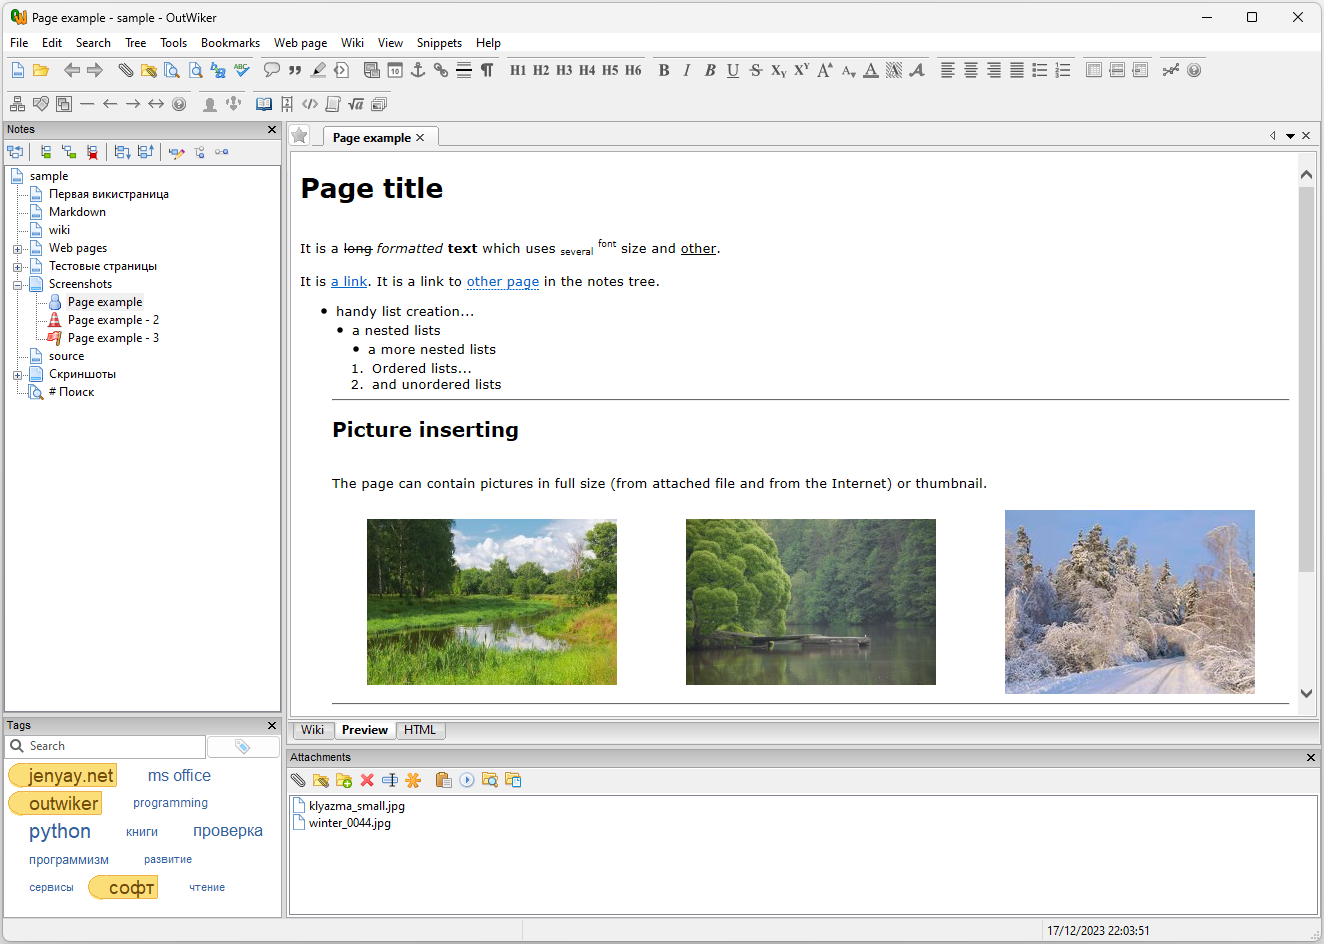 Page example - sample - OutWiker
File Edit Search Tree Tools Bookmarks Web page Wiki View Snippets Help
H1 H2 H3 H4 H5 H6 B I B U S
Notes
sample
Первая викистраница
Markdown
wiki
Web pages
Тестовые страницы
Screenshots
Page example
Page example - 2
Page example - 3
source
Скриншоты
# Поиск
Tags
Search
jenyay.net ms office
outwiker programming
python книги проверка
программизм развитие
сервисы софт чтение
Page example
Page title
It is a long formatted text which uses several font size and other.
It is a link. It is a link to other page in the notes tree.
handy list creation...
a nested lists
a more nested lists
1. Ordered lists...
2. and unordered lists
Picture inserting
The page can contain pictures in full size (from attached file and from the Internet) or thumbnail.
Wiki Preview HTML
Attachments
klyazma_small.jpg
winter_0044.jpg
17/12/2023 22:03:51